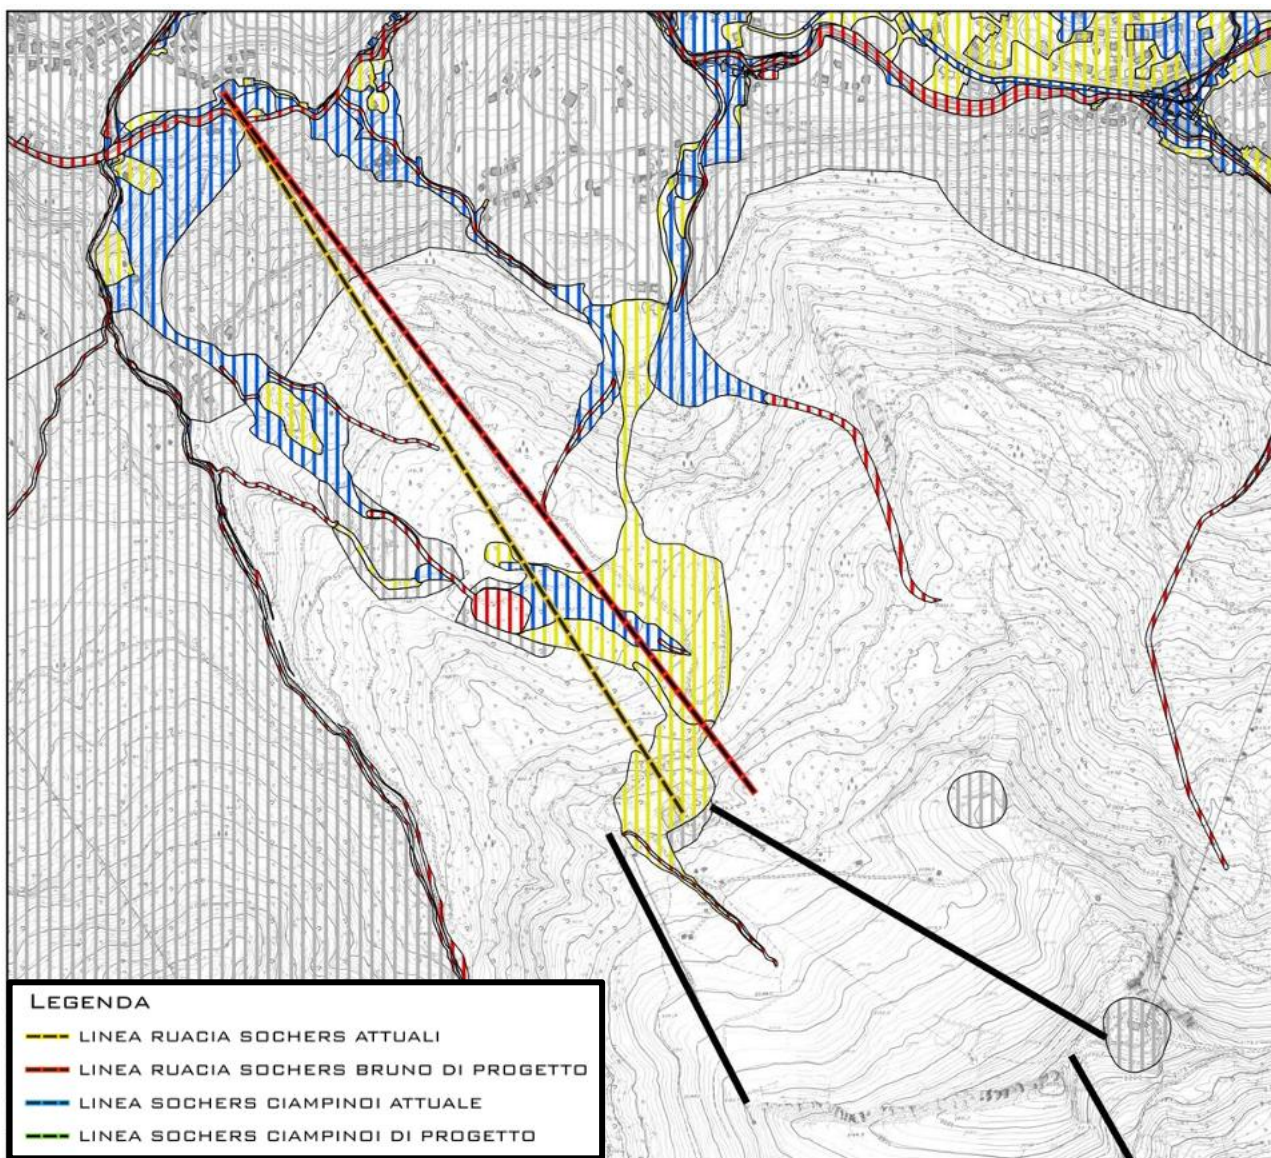 LEGENDA
LINEA RUACIA SOCHERS ATTUALI
LINEA RUACIA SOCHERS BRUNO DI PROGETTO
LINEA SOCHERS CIAMPINOI ATTUALE
LINEA SOCHERS CIAMPINOI DI PROGETTO